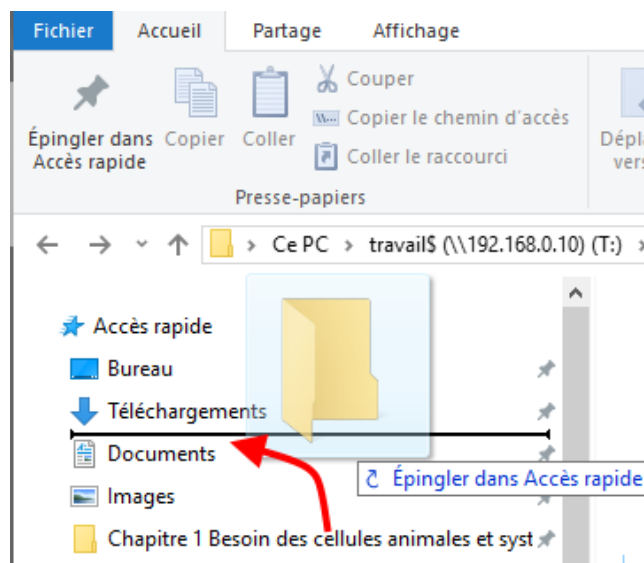 Fichier Accueil Partage Affichage
Couper
Copier le chemin d'accès
Coller le raccourci
Épingler dans
Accès rapide
Copier
Coller
Presse-papiers
Ce PC > travail$ (\\192.168.0.10) (T:) >
Accès rapide
Bureau
Téléchargements
Documents
Épingler dans Accès rapide
Images
Chapitre 1 Besoin des cellules animales et syst